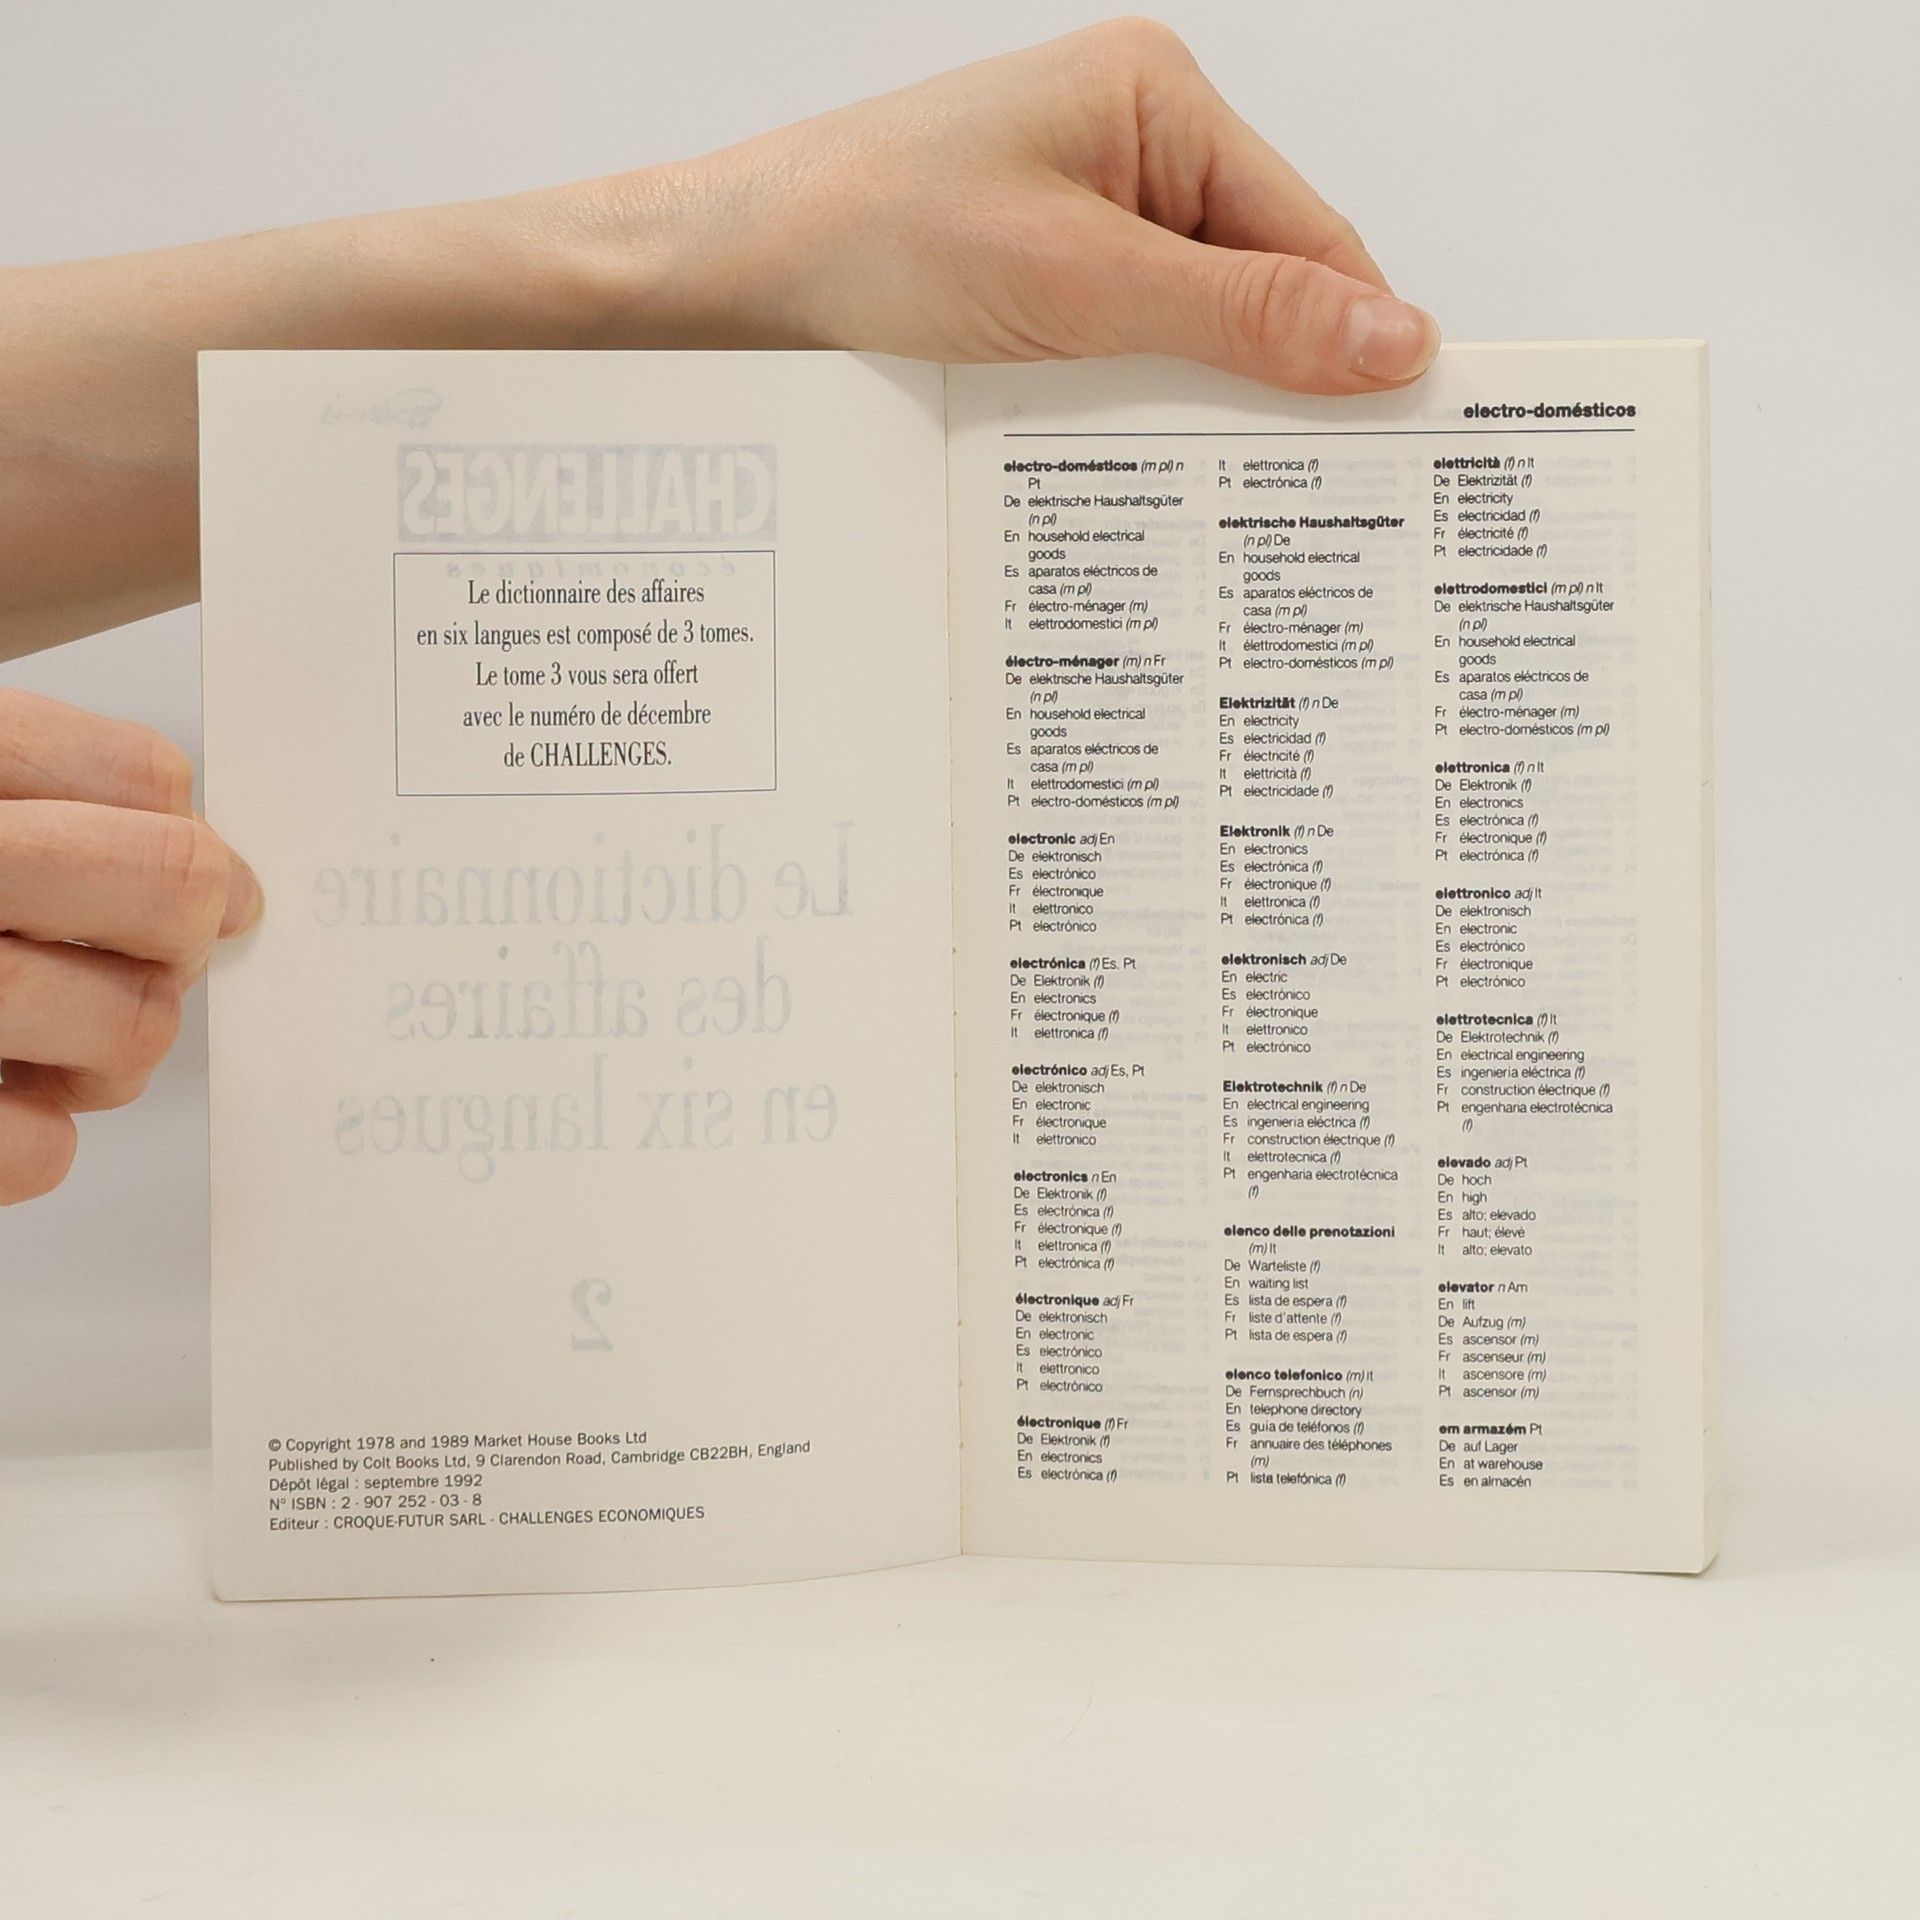 Le dictionnaire des affaires
en six langues est composé de 3 tomes.
Le tome 3 vous sera offert
avec le numéro de décembre
de CHALLENGES.
CHALLENGES
économiques
Le dictionnaire
des affaires
en six langues
2
© Copyright 1978 and 1989 Market House Books Ltd
Published by Colt Books Ltd, 9 Clarendon Road, Cambridge CB22BH, England
Dépôt légal : septembre 1992
N° ISBN : 2 - 907 252 - 03 - 8
Editeur : CROQUE-FUTUR SARL - CHALLENGES ECONOMIQUES
electro-domésticos
electro-domésticos (m pl) n
Pt
De elektrische Haushaltsgüter
(n pl)
En household electrical
goods
Es aparatos eléctricos de
casa (m pl)
Fr électro-ménager (m)
It elettrodomestici (m pl)
électro-ménager (m) n Fr
De elektrische Haushaltsgüter
(n pl)
En household electrical
goods
Es aparatos eléctricos de
casa (m pl)
It elettrodomestici (m pl)
Pt electro-domésticos (m pl)
electronic adj En
De elektronisch
Es electrónico
Fr électronique
It elettronico
Pt electrónico
electrónica (f) Es, Pt
De Elektronik (f)
En electronics
Fr électronique (f)
It elettronica (f)
electrónico adj Es, Pt
De elektronisch
En electronic
Fr électronique
It elettronico
electronics n En
De Elektronik (f)
Es electrónica (f)
Fr électronique (f)
It elettronica (f)
Pt electrónica (f)
électronique adj Fr
De elektronisch
En electronic
Es electrónico
It elettronico
Pt electrónico
électronique (f) Fr
De Elektronik (f)
En electronics
Es electrónica (f)
It elettronica (f)
Pt electrónica (f)
elektrische Haushaltsgüter
(n pl) De
En household electrical
goods
Es aparatos eléctricos de
casa (m pl)
Fr électro-ménager (m)
It élettrodomestici (m pl)
Pt electro-domésticos (m pl)
Elektrizität (f) n De
En electricity
Es electricidad (f)
Fr électricité (f)
It elettricità (f)
Pt electricidade (f)
Elektronik (f) n De
En electronics
Es electrónica (f)
Fr électronique (f)
It elettronica (f)
Pt electrónica (f)
elektronisch adj De
En electric
Es electrónico
Fr électronique
It elettronico
Pt electrónico
Elektrotechnik (f) n De
En electrical engineering
Es ingenieria eléctrica (f)
Fr construction électrique (f)
It elettrotecnica (f)
Pt engenharia electrotécnica
(f)
elenco delle prenotazioni
(m) It
De Warteliste (f)
En waiting list
Es lista de espera (f)
Fr liste d'attente (f)
Pt lista de espera (f)
elenco telefonico (m) It
De Fernsprechbuch (n)
En telephone directory
Es guia de teléfonos (f)
Fr annuaire des téléphones
(m)
Pt lista telefónica (f)
elettricità (f) n It
De Elektrizität (f)
En electricity
Es electricidad (f)
Fr électricité (f)
Pt electricidade (f)
elettrodomestici (m pl) n It
De elektrische Haushaltsgüter
(n pl)
En household electrical
goods
Es aparatos eléctricos de
casa (m pl)
Fr électro-ménager (m)
Pt electro-domésticos (m pl)
elettronica (f) n It
De Elektronik (f)
En electronics
Es electrónica (f)
Fr électronique (f)
Pt electrónica (f)
elettronico adj It
De elektronisch
En electronic
Es electrónico
Fr électronique
Pt electrónico
elettrotecnica (f) It
De Elektrotechnik (f)
En electrical engineering
Es ingenieria eléctrica (f)
Fr construction électrique (f)
Pt engenharia electrotécnica
(f)
elevado adj Pt
De hoch
En high
Es alto; elevado
Fr haut; élevé
It alto; elevato
elevator n Am
En lift
De Aufzug (m)
Es ascensor (m)
Fr ascenseur (m)
It ascensore (m)
Pt ascensor (m)
em armazém Pt
De auf Lager
En at warehouse
Es en almacén